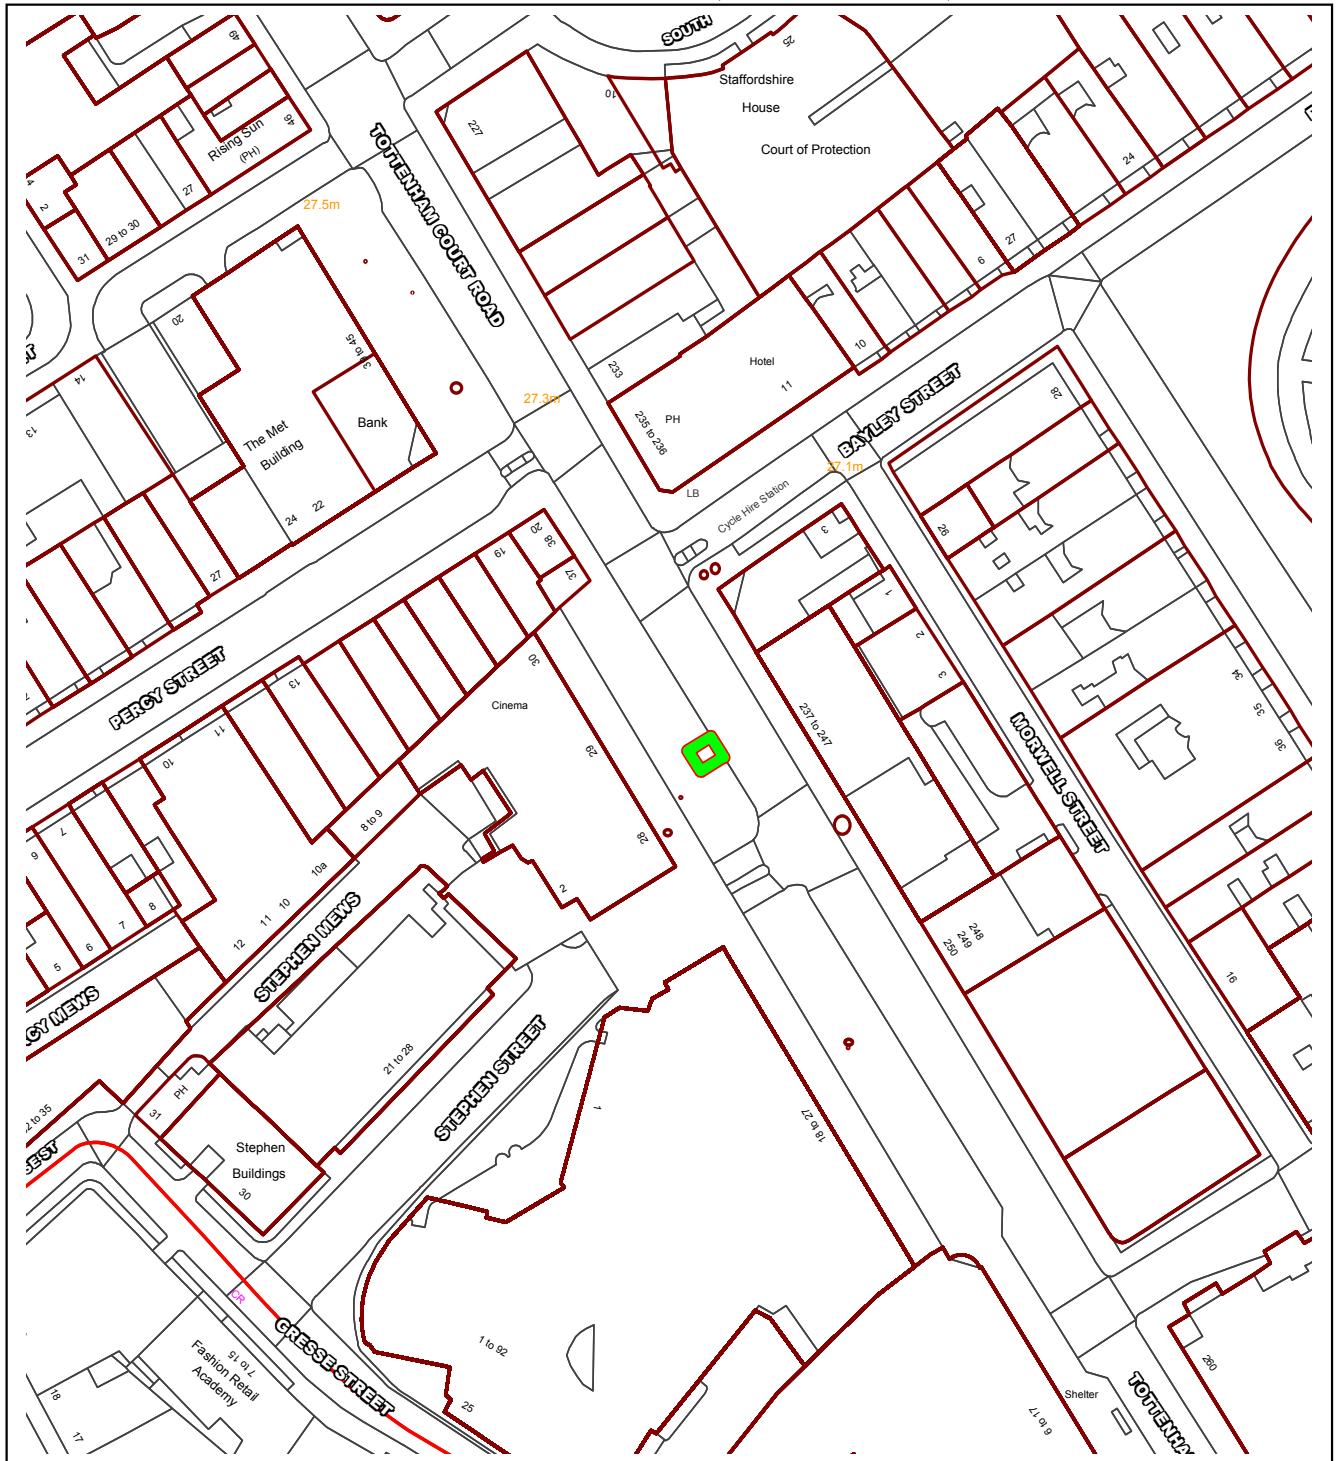 SOUTH
49
25
Staffordshire
House
Court of Protection
10
227
TOTTENHAM COURT ROAD
46
Rising Sun
(PH)
4
2
27
29 to 30
31
27.5m
24
27
6
10
20
Hotel
11
233
PH
235 to 236
27.3m
14
13
The Met
Building
Bank
24
22
27
BAYLEY STREET
27.1m
28
LB
Cycle Hire Station
26
3
20
38
19
37
1
2
3
PERCY STREET
13
11
10
30
Cinema
29
28
2
237 to 247
MORWELL STREET
34
35
36
9
7
8 to 9
10a
10
11
12
8
7
6
5
STEPHEN MEWS
21 to 28
STEPHEN STREET
PH
31
Stephen
Buildings
30
1
18 to 27
248
249
250
16
CR
GRESSE STREET
7 to 15
Fashion Retail
Academy
18
17
1 to 92
25
Shelter
6 to 17
260